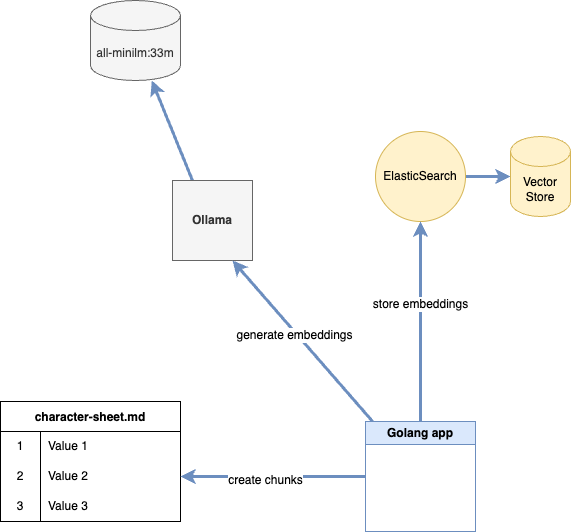 all-minilm:33m
ElasticSearch
Vector
Store
Ollama
store embeddings
generate embeddings
character-sheet.md
1 Value 1
2 Value 2
3 Value 3
Golang app
create chunks